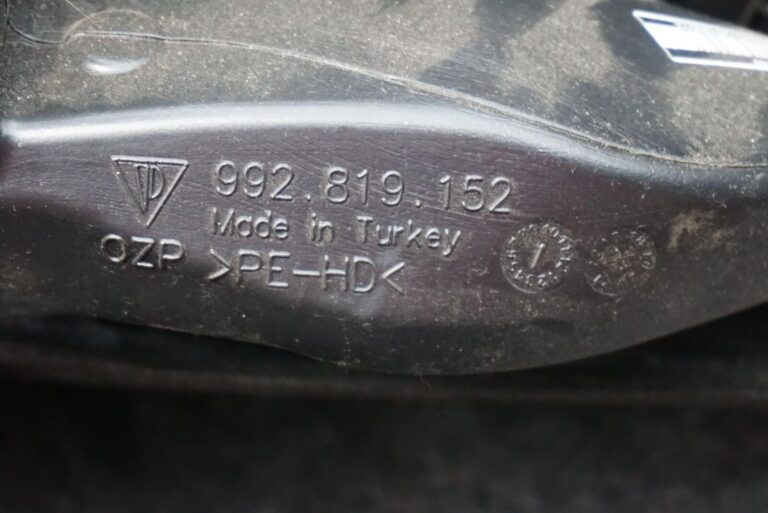 992.819.152
Made in Turkey
OZP >PE-HD<